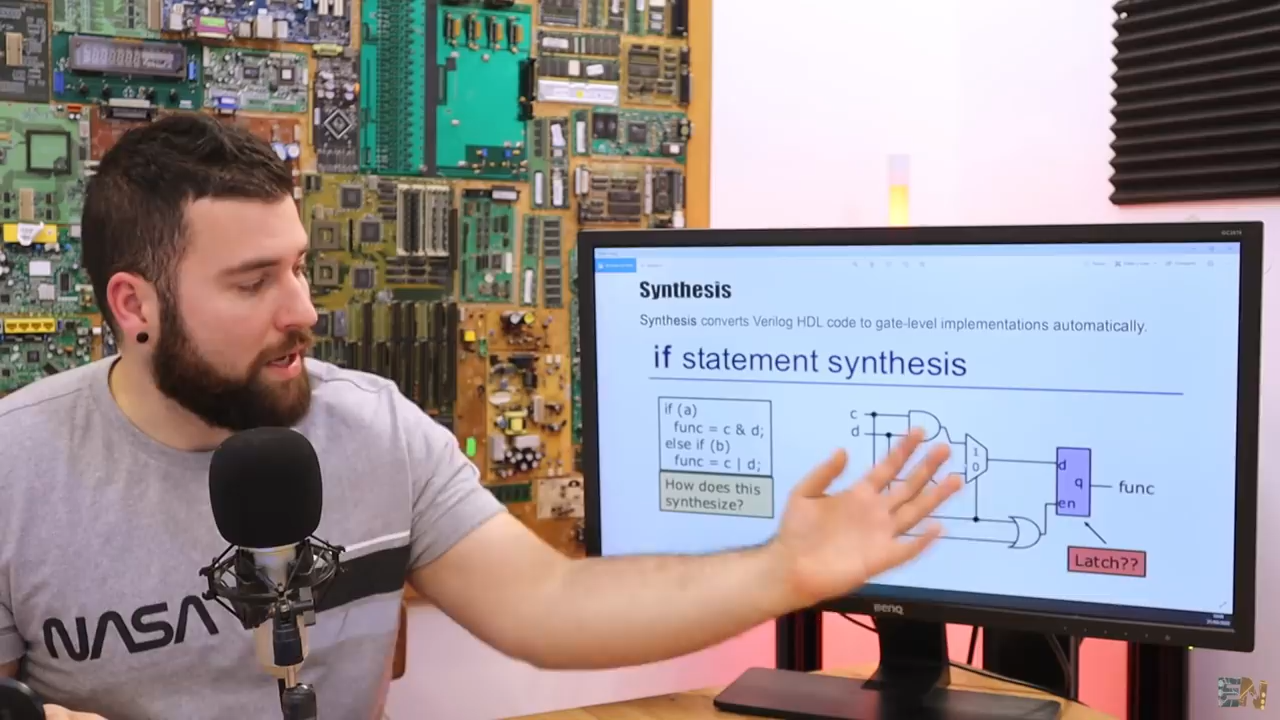 Synthesis
Synthesis converts Verilog HDL code to gate-level implementations automatically.
if statement synthesis
if (a)
func = c & d;
else if (b)
func = c | d;
How does this
synthesize?
c
d
1
0
d
q
en
func
Latch??
BenQ
NASA
EN